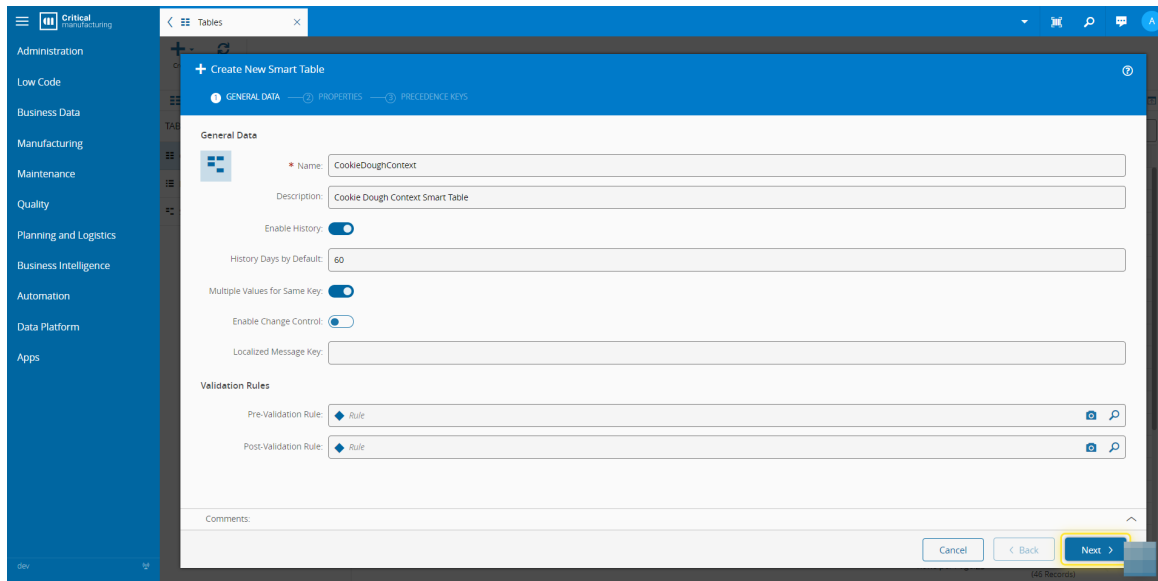 Critical
manufacturing
Tables
A
Administration
Low Code
Business Data
Manufacturing
Maintenance
Quality
Planning and Logistics
Business Intelligence
Automation
Data Platform
Apps
dev
TAB
Create New Smart Table
1 GENERAL DATA
2 PROPERTIES
3 PRECEDENCE KEYS
General Data
* Name: CookieDoughContext
Description: Cookie Dough Context Smart Table
Enable History:
History Days by Default: 60
Multiple Values for Same Key:
Enable Change Control:
Localized Message Key:
Validation Rules
Pre-Validation Rule: Rule
Post-Validation Rule: Rule
Comments:
Cancel
Back
Next
(46 Records)